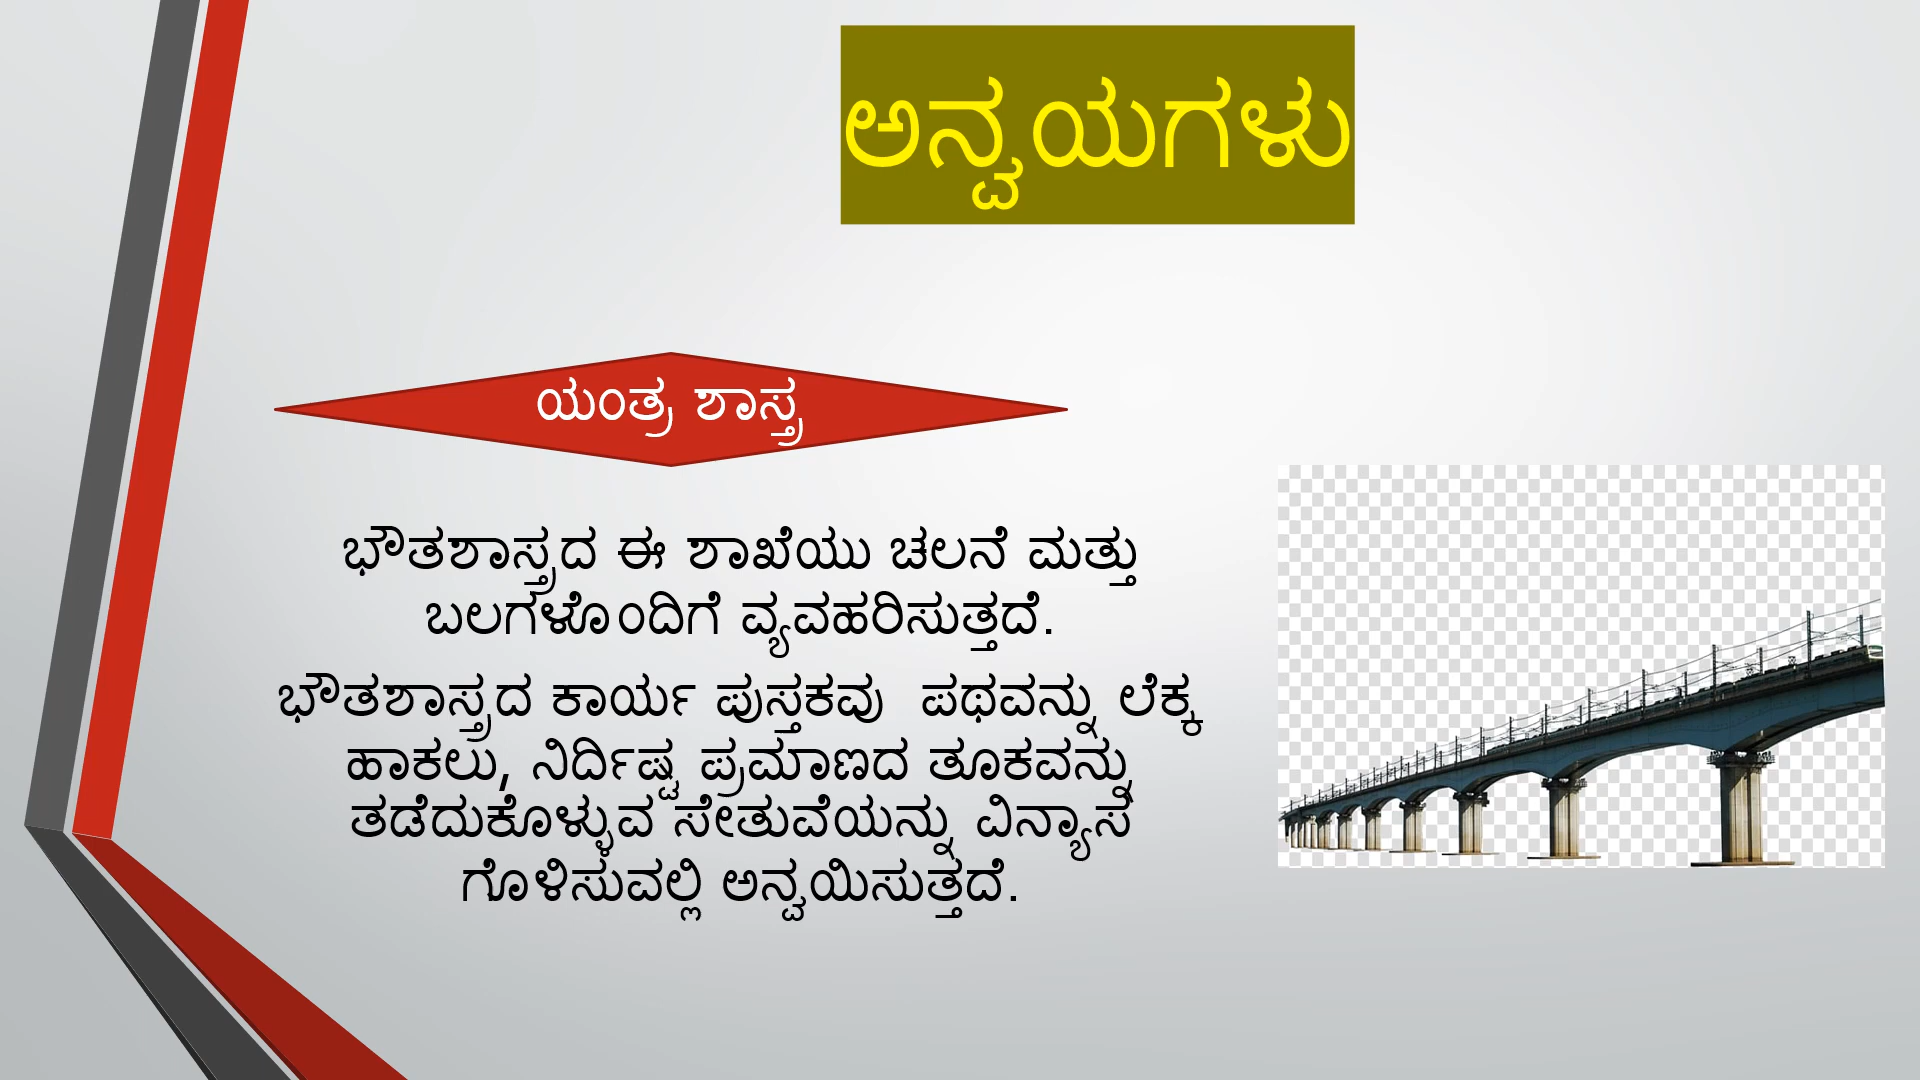 ಅನ್ವಯಗಳು
ಯಂತ್ರ ಶಾಸ್ತ್ರ
ಭೌತಶಾಸ್ತ್ರದ ಈ ಶಾಖೆಯು ಚಲನೆ ಮತ್ತು
ಬಲಗಳೊಂದಿಗೆ ವ್ಯವಹರಿಸುತ್ತದೆ.
ಭೌತಶಾಸ್ತ್ರದ ಕಾರ್ಯ ಪುಸ್ತಕವು ಪಥವನ್ನು ಲೆಕ್ಕ
ಹಾಕಲು, ನಿರ್ದಿಷ್ಟ ಪ್ರಮಾಣದ ತೂಕವನ್ನು
ತಡೆದುಕೊಳ್ಳುವ ಸೇತುವೆಯನ್ನು ವಿನ್ಯಾಸ
ಗೊಳಿಸುವಲ್ಲಿ ಅನ್ವಯಿಸುತ್ತದೆ.